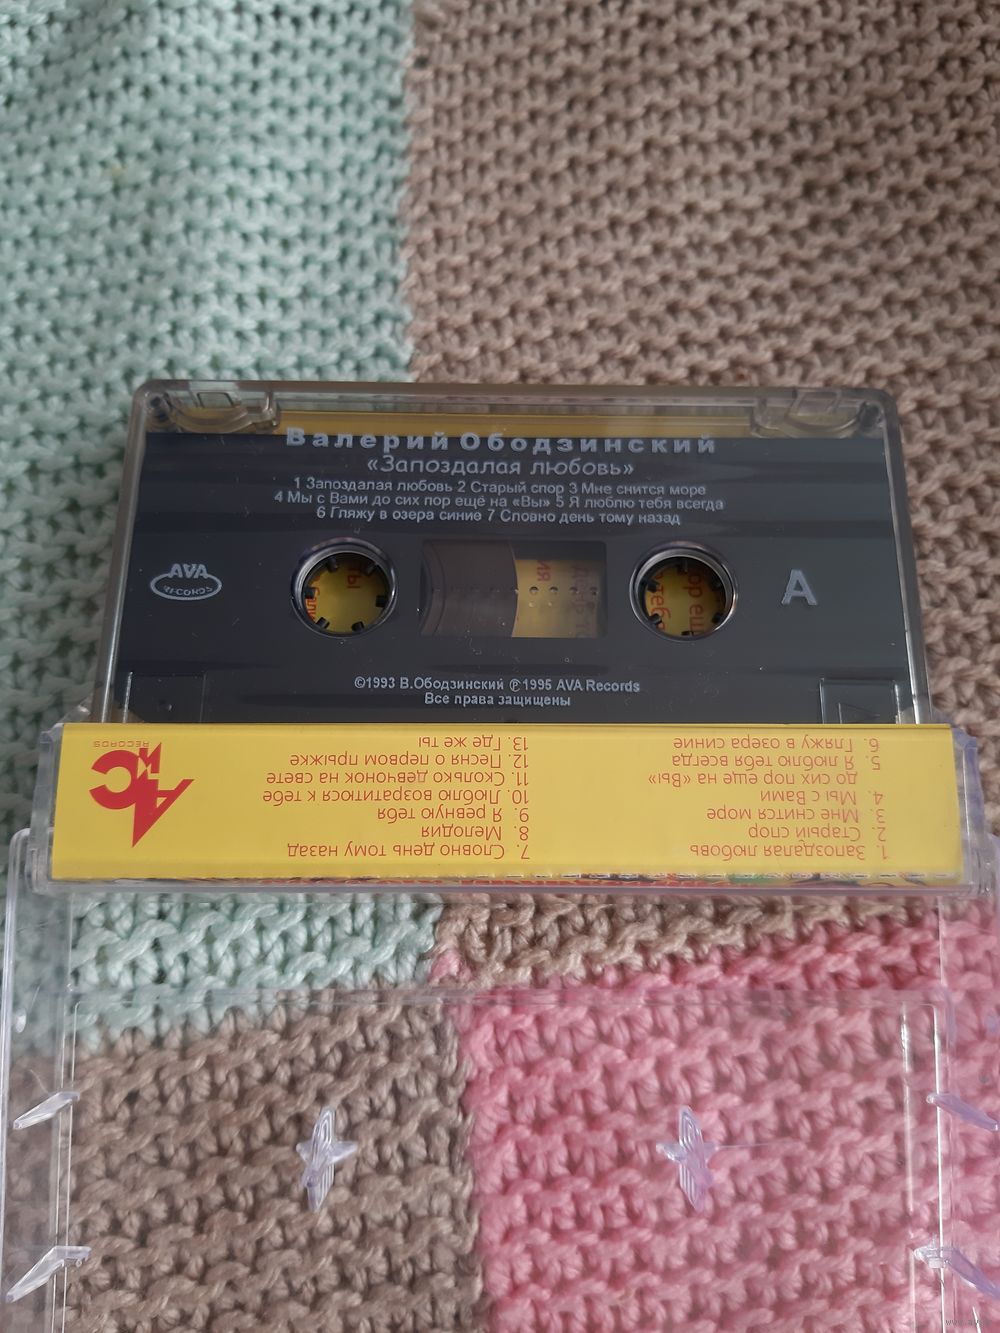 Валерий Ободзинский
«Запоздалая любовь»
1 Запоздалая любовь 2 Старый спор 3 Мне снится море
4 Мы с Вами до сих пор ещё на «Вы» 5 Я люблю тебя всегда
6 Гляжу в озера синие 7 Словно день тому назад
AVA
RECORDS
A
©1993 В.Ободзинский ℗1995 AVA Records
Все права защищены
1. Запоздалая любовь
2. Старый спор
3. Мне снится море
4. Мы с Вами
до сих пор еще на «Вы»
5. Я люблю тебя всегда
6. Гляжу в озера синие
7. Словно день тому назад
8. Мелодия
9. Я ревную тебя
10. Люблю возвратиться к тебе
11. Сколько девчонок на свете
12. Песня о первом прыжке
13. Где же ты
RECORDS